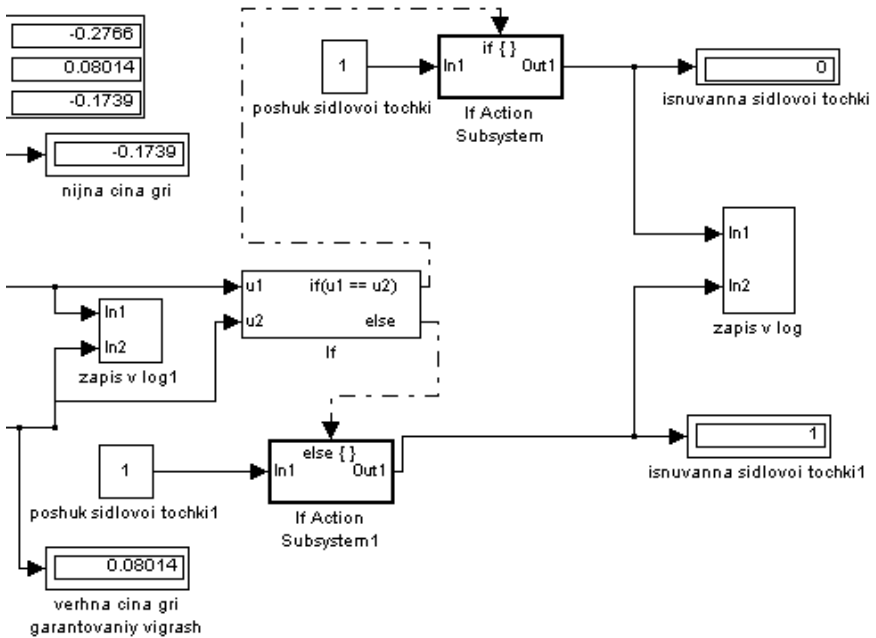 -0.2766
0.08014
-0.1739
-0.1739
nijna cina gri
1
poshuk sidlovoi tochki
if { }
In1
Out1
If Action
Subsystem
0
isnuvanna sidlovoi tochki
In1
In2
zapis v log
u1
if(u1 == u2)
u2
else
If
In1
In2
zapis v log1
1
poshuk sidlovoi tochki1
else { }
In1
Out1
If Action
Subsystem1
1
isnuvanna sidlovoi tochki1
0.08014
verhna cina gri
garantovaniy vigrash